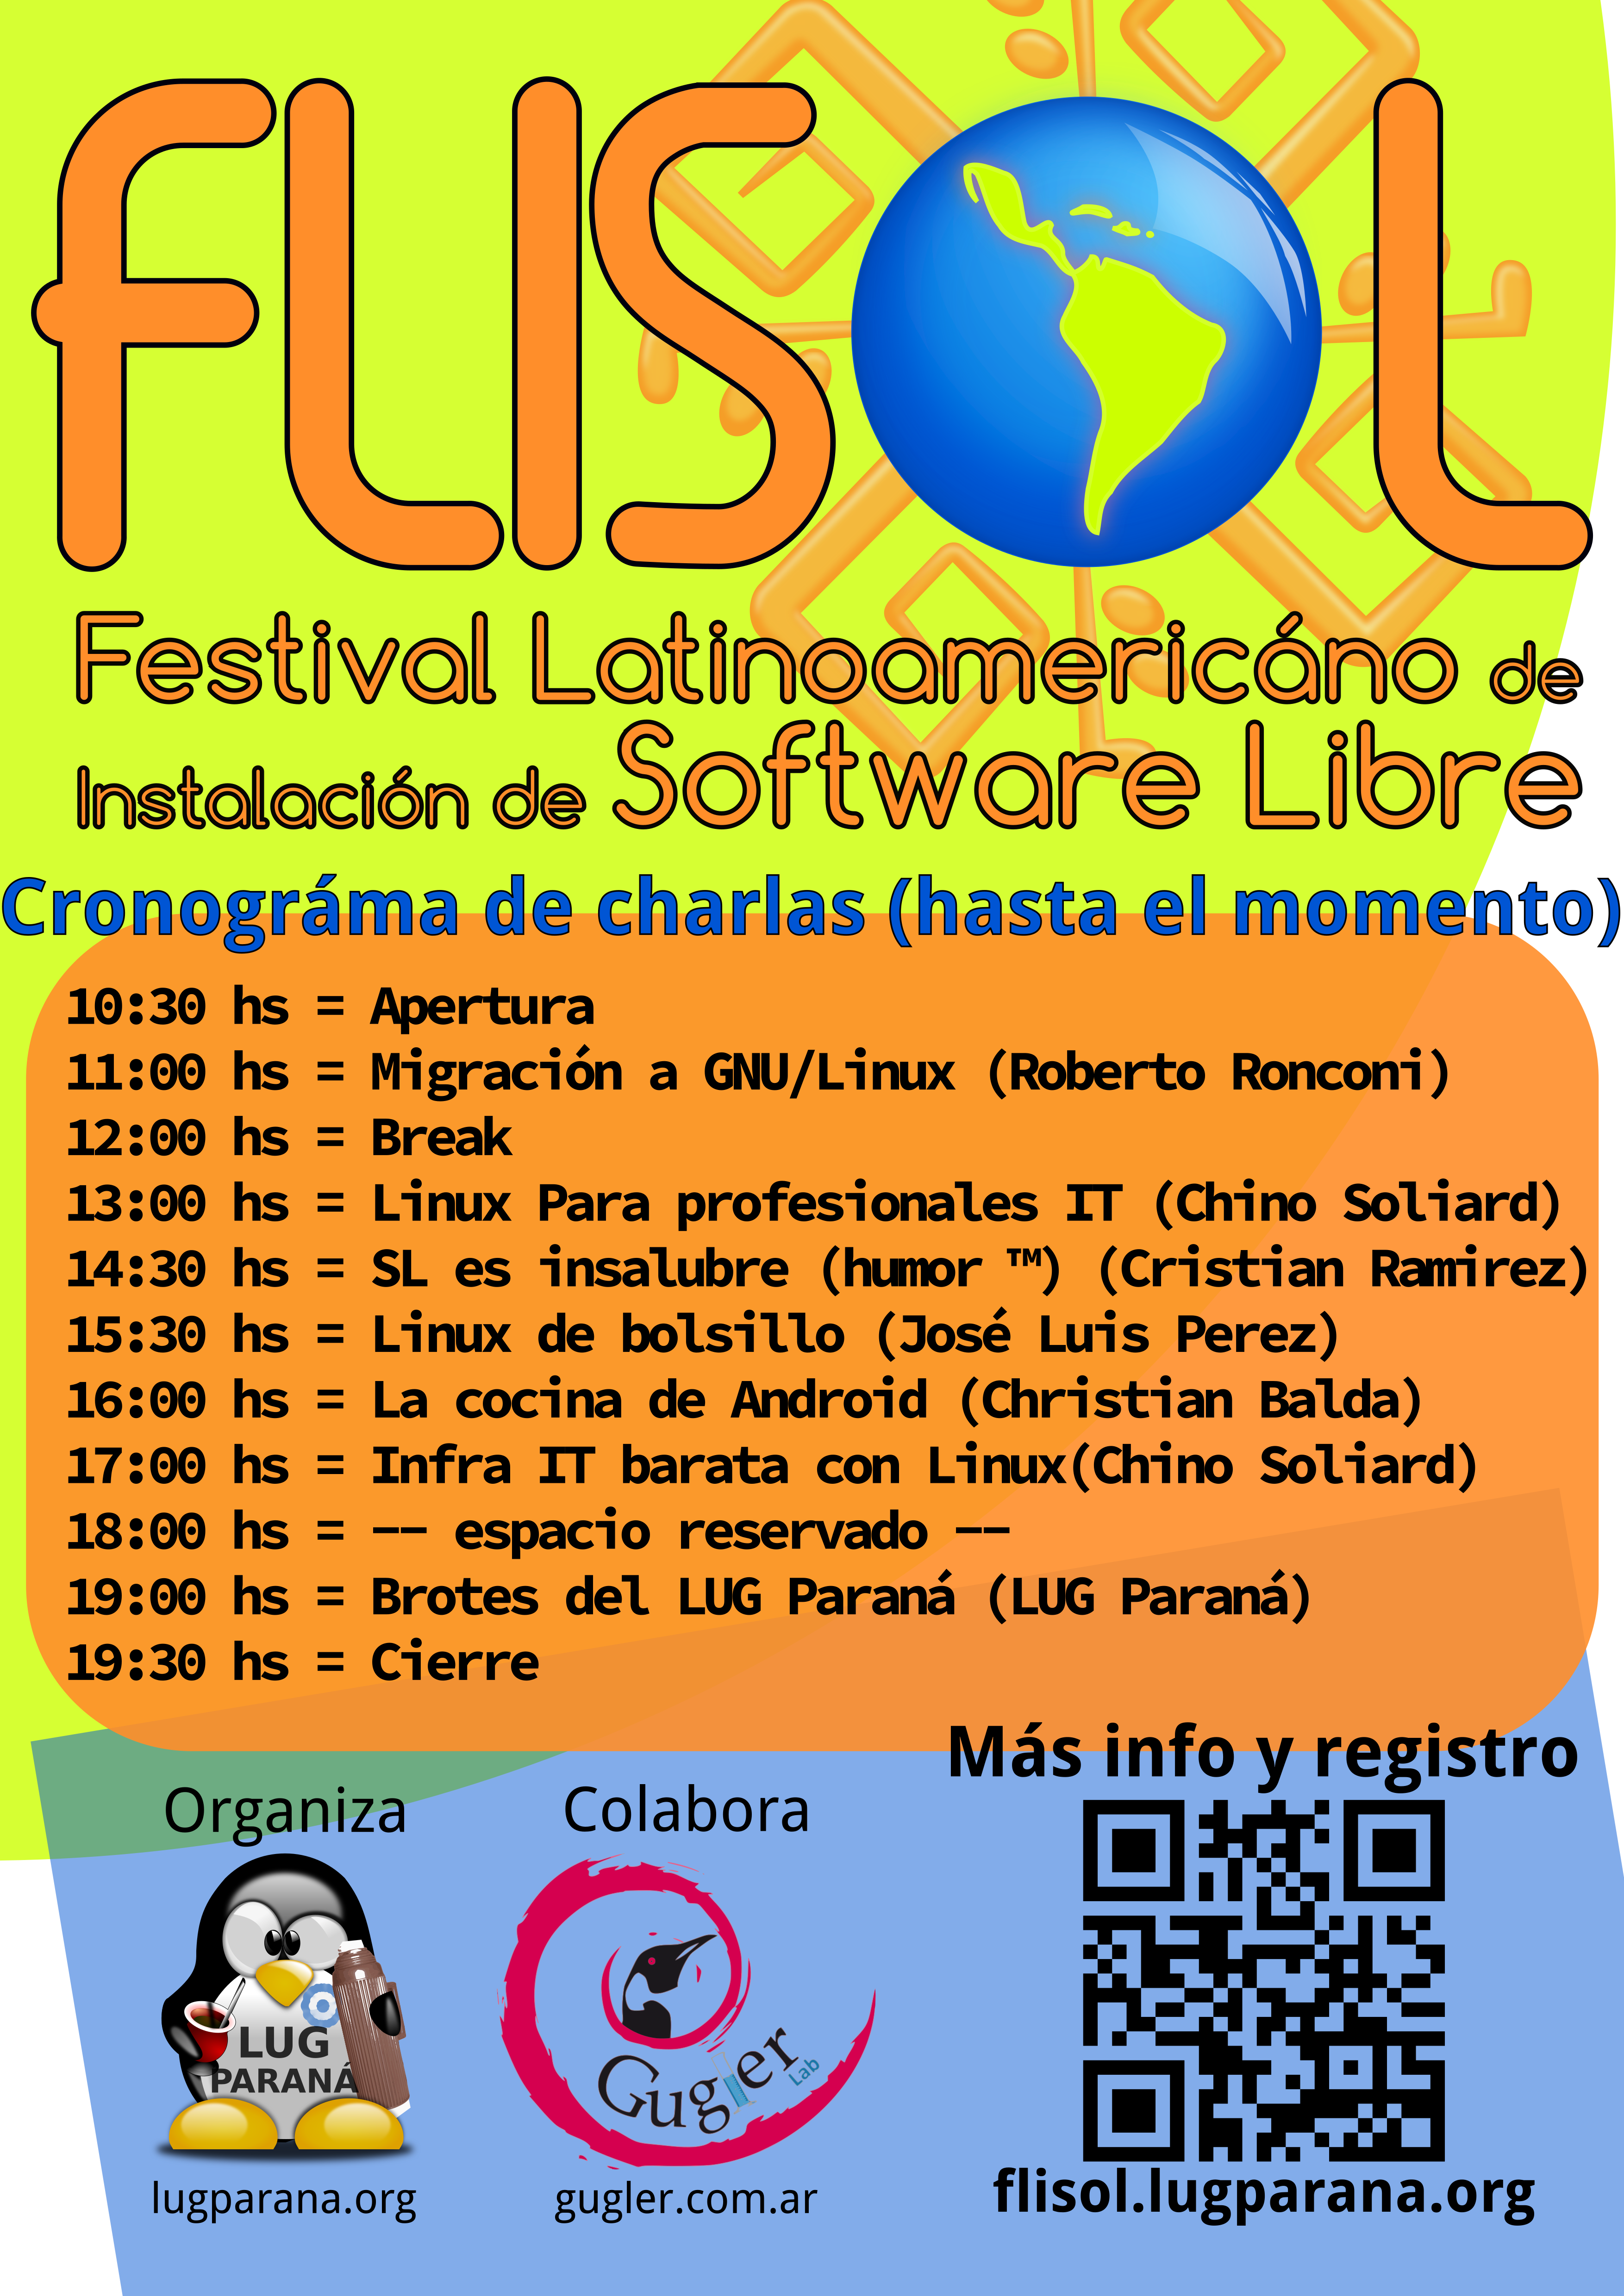 FLISOL
Festival Latinoamericáno de
Instalación de Software Libre
Cronográma de charlas (hasta el momento)
10:30 hs = Apertura
11:00 hs = Migración a GNU/Linux (Roberto Ronconi)
12:00 hs = Break
13:00 hs = Linux Para profesionales IT (Chino Soliard)
14:30 hs = SL es insalubre (humor ™) (Cristian Ramirez)
15:30 hs = Linux de bolsillo (José Luis Perez)
16:00 hs = La cocina de Android (Christian Balda)
17:00 hs = Infra IT barata con Linux(Chino Soliard)
18:00 hs = -- espacio reservado --
19:00 hs = Brotes del LUG Paraná (LUG Paraná)
19:30 hs = Cierre
Organiza
LUG
PARANÁ
lugparana.org
Colabora
Gugler
Lab
gugler.com.ar
Más info y registro
flisol.lugparana.org